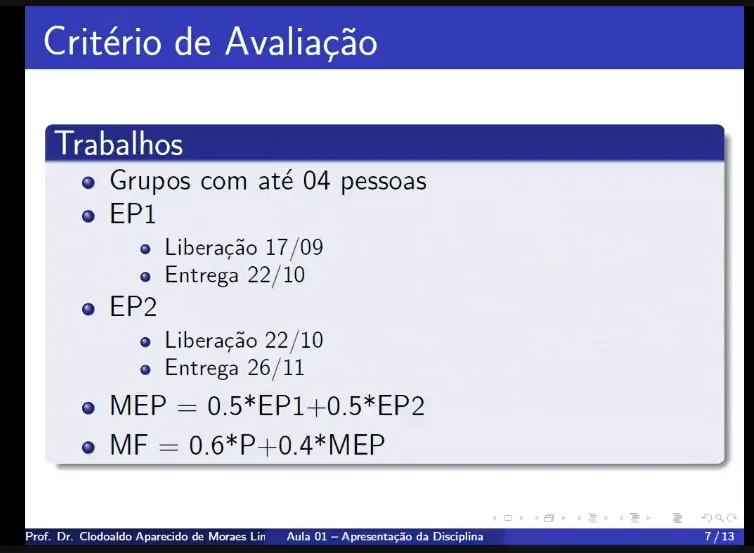 Critério de Avaliação
Trabalhos
Grupos com até 04 pessoas
EP1
Liberação 17/09
Entrega 22/10
EP2
Liberação 22/10
Entrega 26/11
MEP = 0.5*EP1+0.5*EP2
MF = 0.6*P+0.4*MEP
Prof. Dr. Clodoaldo Aparecido de Moraes Lin Aula 01 – Apresentação da Disciplina 7 / 13